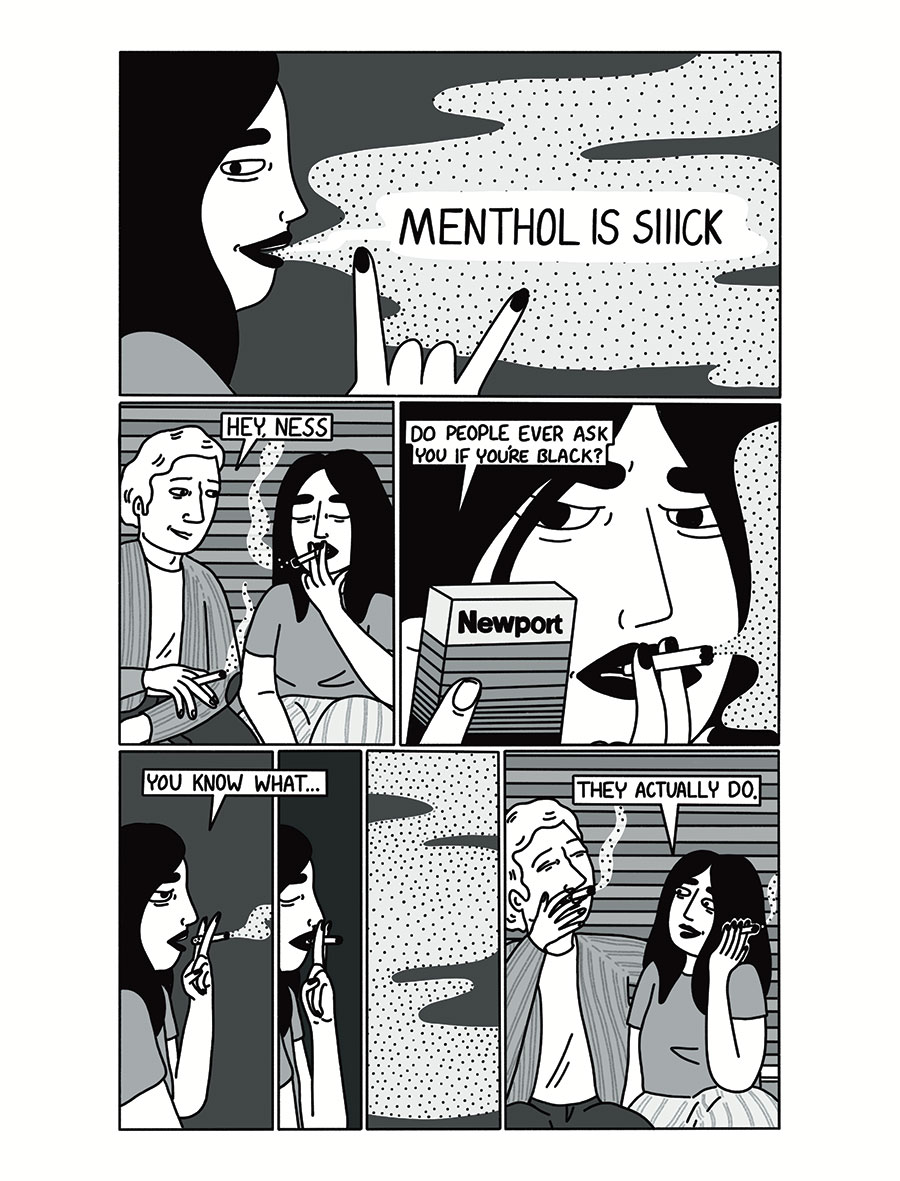 MENTHOL IS SIIICK
HEY, NESS
DO PEOPLE EVER ASK
YOU IF YOU'RE BLACK?
Newport
YOU KNOW WHAT...
THEY ACTUALLY DO.